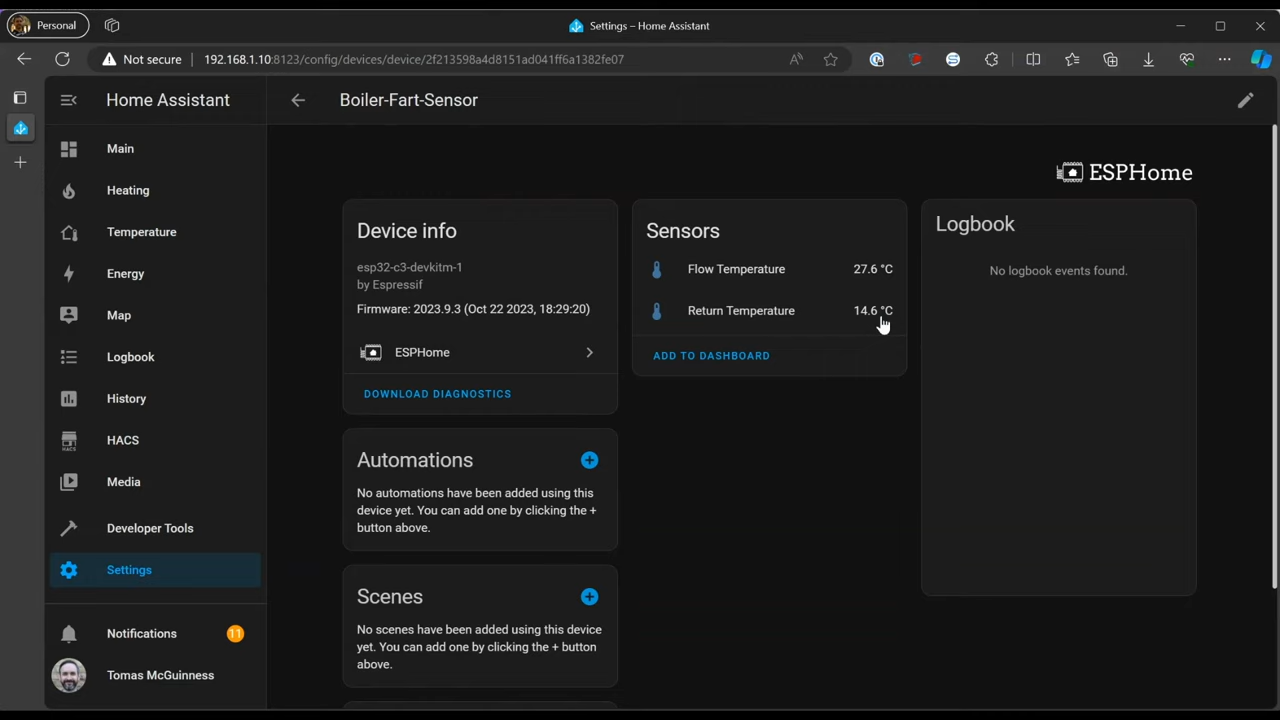 Personal
Settings – Home Assistant
Not secure
192.168.1.10:8123/config/devices/device/2f213598a4d8151ad041ff6a1382fe07
Home Assistant
Boiler-Fart-Sensor
Main
Heating
Temperature
Energy
Map
Logbook
History
HACS
Media
Developer Tools
Settings
Notifications
11
Tomas McGuinness
ESPHome
Device info
esp32-c3-devkitm-1
by Espressif
Firmware: 2023.9.3 (Oct 22 2023, 18:29:20)
ESPHome
DOWNLOAD DIAGNOSTICS
Automations
No automations have been added using this
device yet. You can add one by clicking the +
button above.
Scenes
No scenes have been added using this device
yet. You can add one by clicking the + button
above.
Sensors
Flow Temperature 27.6 °C
Return Temperature 14.6 °C
ADD TO DASHBOARD
Logbook
No logbook events found.